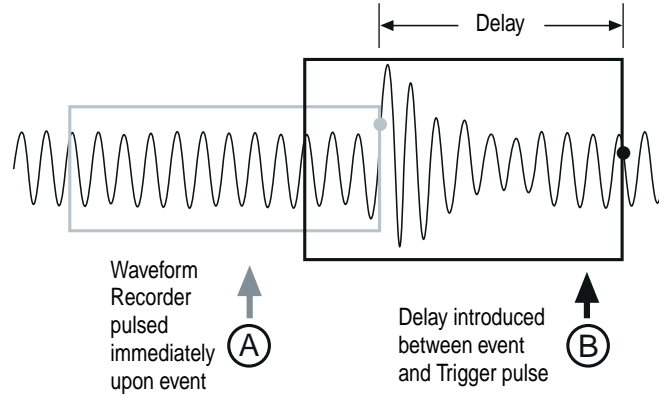 Delay
Waveform
Recorder
pulsed
immediately
upon event
A
Delay introduced
between event
and Trigger pulse
B